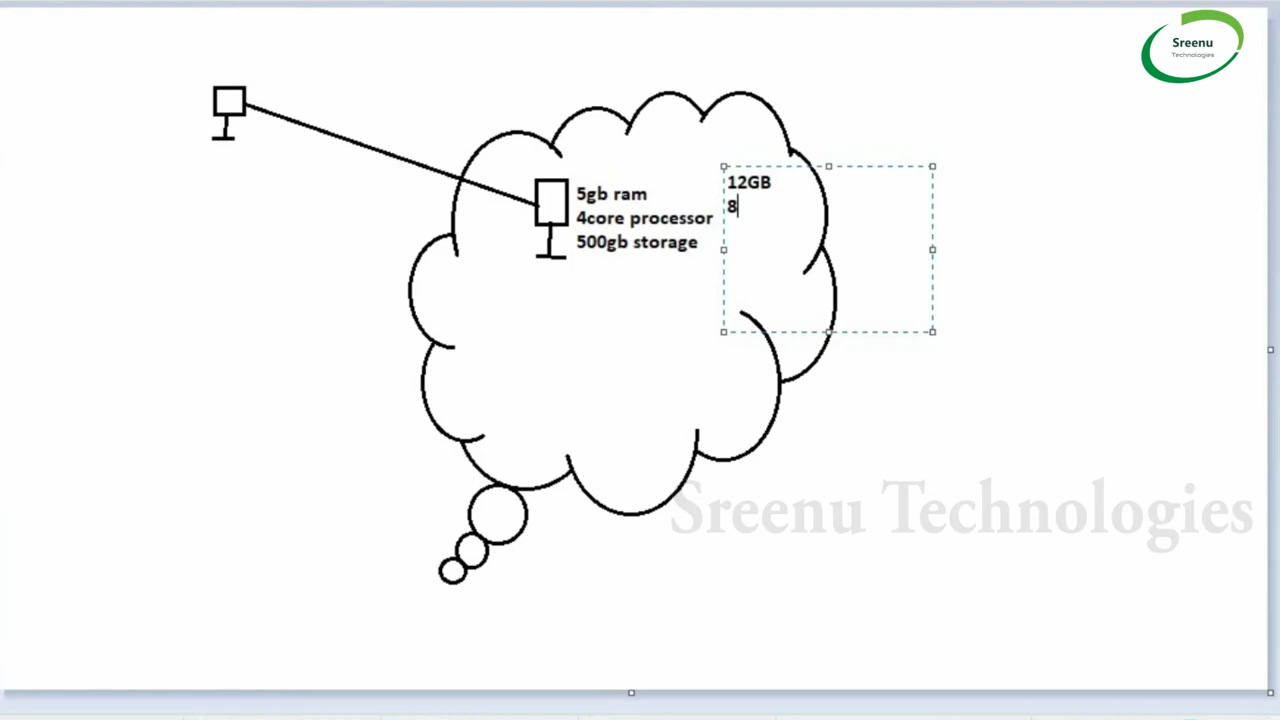 Sreenu
Technologies
5gb ram
4core processor
500gb storage
12GB
8
Sreenu Technologies